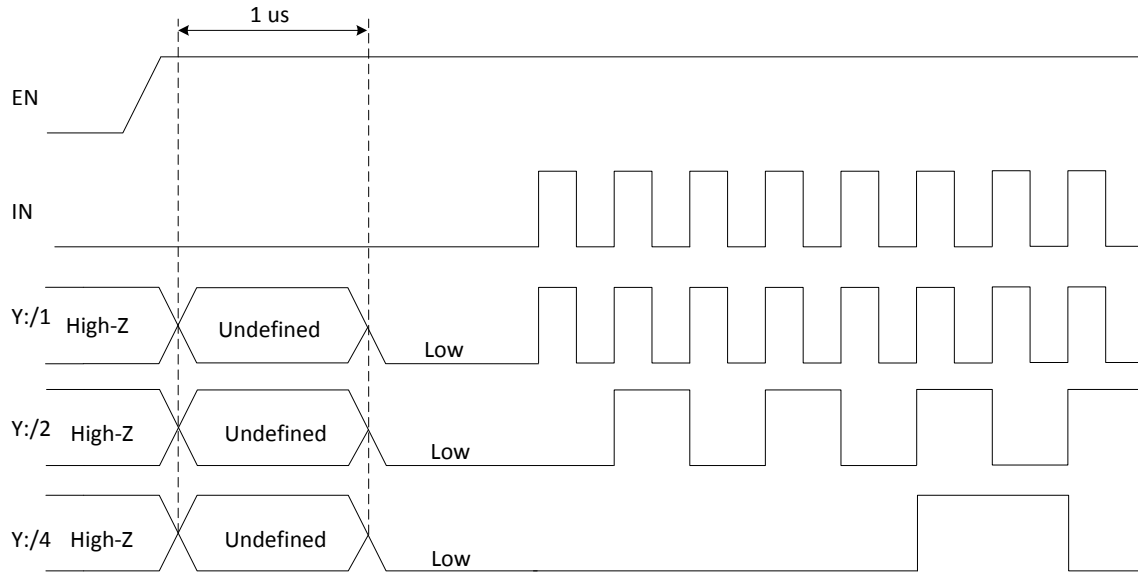 1 us
EN
IN
Y:/1 High-Z Undefined Low
Y:/2 High-Z Undefined Low
Y:/4 High-Z Undefined Low